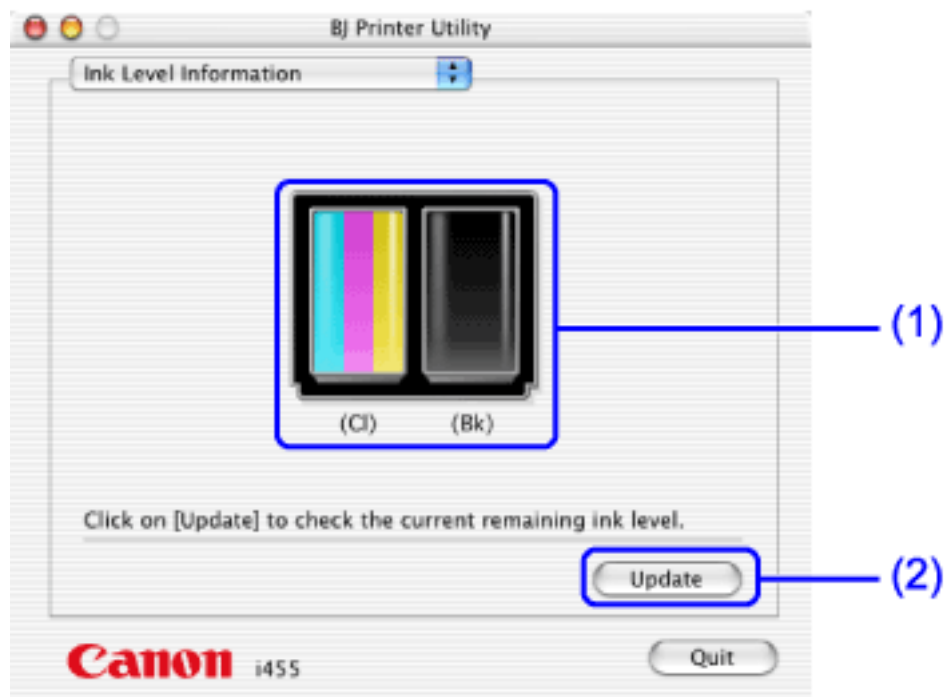 BJ Printer Utility
Ink Level Information
(1)
(Cl) (Bk)
Click on [Update] to check the current remaining ink level.
Update
(2)
Canon i455
Quit